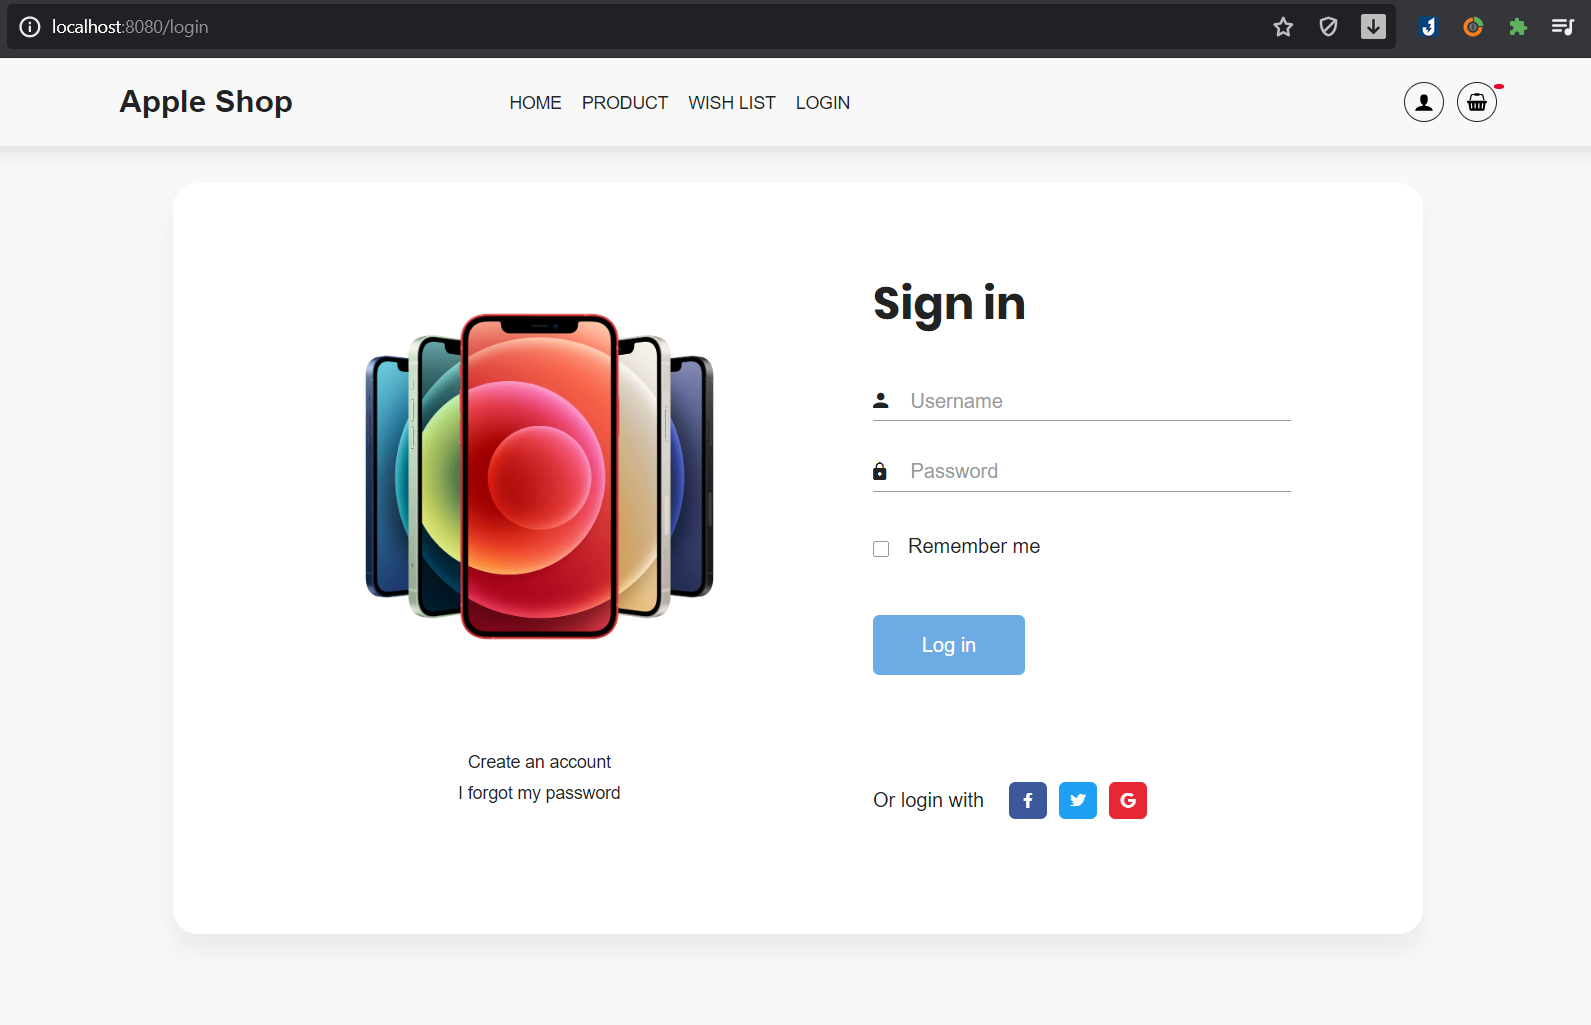 localhost:8080/login
Apple Shop
HOME PRODUCT WISH LIST LOGIN
Sign in
Username
Password
Remember me
Log in
Create an account
I forgot my password
Or login with